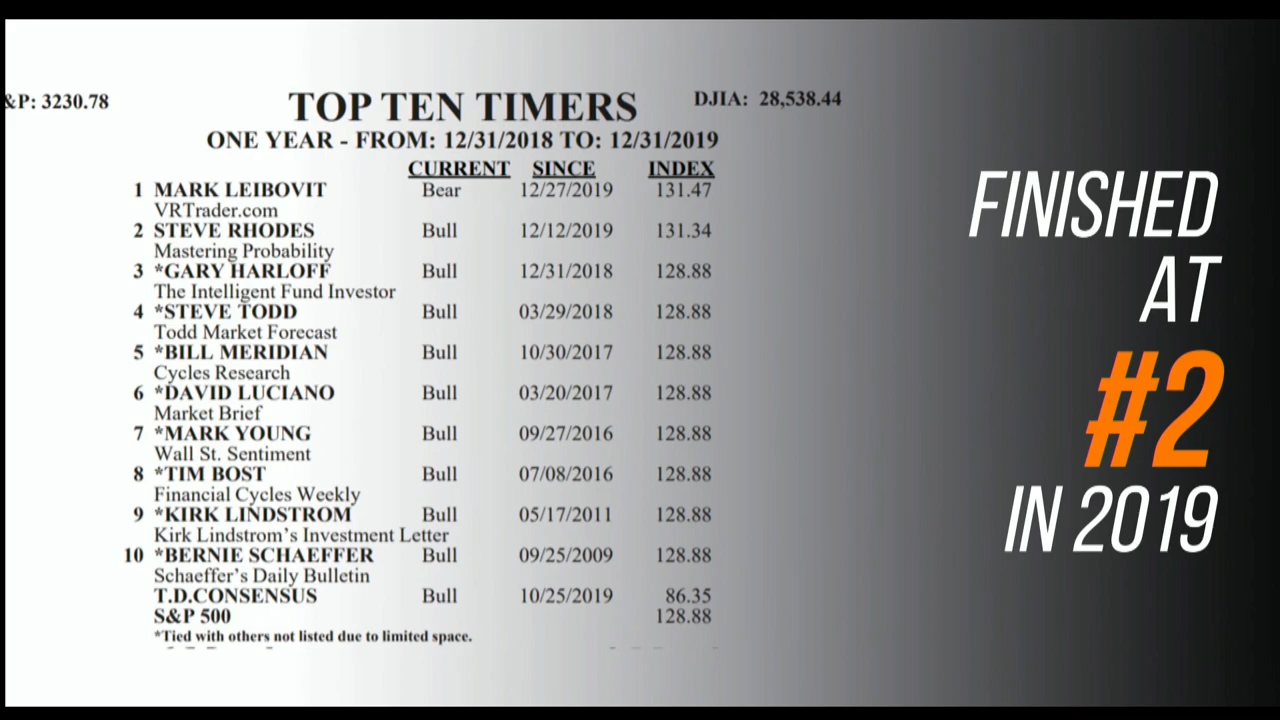 &P: 3230.78
TOP TEN TIMERS
DJIA: 28,538.44
ONE YEAR - FROM: 12/31/2018 TO: 12/31/2019
CURRENT SINCE INDEX
1 MARK LEIBOVIT Bear 12/27/2019 131.47
VRTrader.com
2 STEVE RHODES Bull 12/12/2019 131.34
Mastering Probability
3 *GARY HARLOFF Bull 12/31/2018 128.88
The Intelligent Fund Investor
4 *STEVE TODD Bull 03/29/2018 128.88
Todd Market Forecast
5 *BILL MERIDIAN Bull 10/30/2017 128.88
Cycles Research
6 *DAVID LUCIANO Bull 03/20/2017 128.88
Market Brief
7 *MARK YOUNG Bull 09/27/2016 128.88
Wall St. Sentiment
8 *TIM BOST Bull 07/08/2016 128.88
Financial Cycles Weekly
9 *KIRK LINDSTROM Bull 05/17/2011 128.88
Kirk Lindstrom's Investment Letter
10 *BERNIE SCHAEFFER Bull 09/25/2009 128.88
Schaeffer's Daily Bulletin
T.D.CONSENSUS Bull 10/25/2019 86.35
S&P 500 128.88
*Tied with others not listed due to limited space.
FINISHED
AT
#2
IN 2019